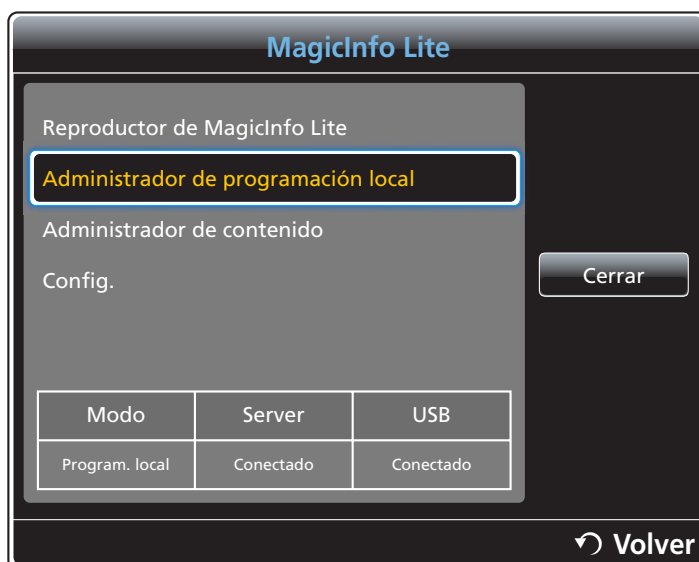 MagicInfo Lite
Reproductor de MagicInfo Lite
Administrador de programación local
Administrador de contenido
Config.
Cerrar
Modo Server USB
Program. local Conectado Conectado
Volver